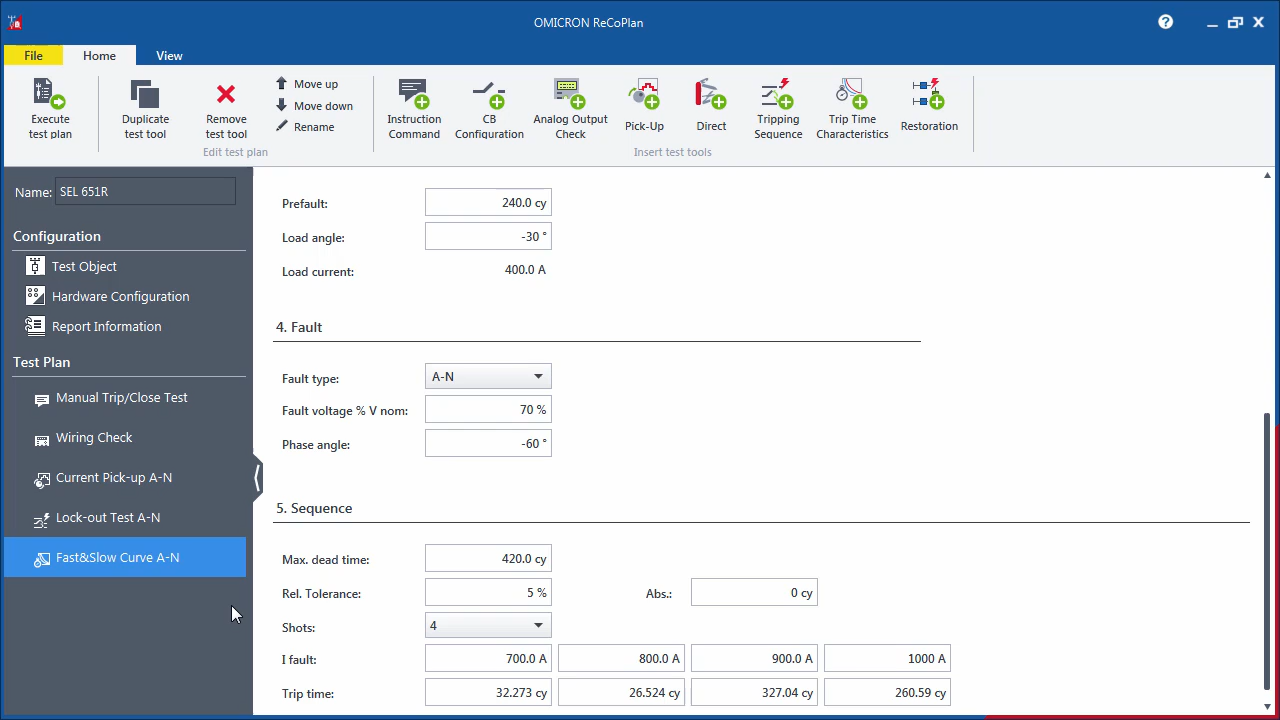 OMICRON ReCoPlan
File
Home
View
Execute
test plan
Duplicate
test tool
Remove
test tool
Move up
Move down
Rename
Edit test plan
Instruction
Command
CB
Configuration
Analog Output
Check
Pick-Up
Direct
Tripping
Sequence
Trip Time
Characteristics
Restoration
Insert test tools
Name: SEL 651R
Configuration
Test Object
Hardware Configuration
Report Information
Test Plan
Manual Trip/Close Test
Wiring Check
Current Pick-up A-N
Lock-out Test A-N
Fast&Slow Curve A-N
Prefault: 240.0 cy
Load angle: -30 °
Load current: 400.0 A
4. Fault
Fault type: A-N
Fault voltage % V nom: 70 %
Phase angle: -60 °
5. Sequence
Max. dead time: 420.0 cy
Rel. Tolerance: 5 % Abs.: 0 cy
Shots: 4
I fault: 700.0 A 800.0 A 900.0 A 1000 A
Trip time: 32.273 cy 26.524 cy 327.04 cy 260.59 cy